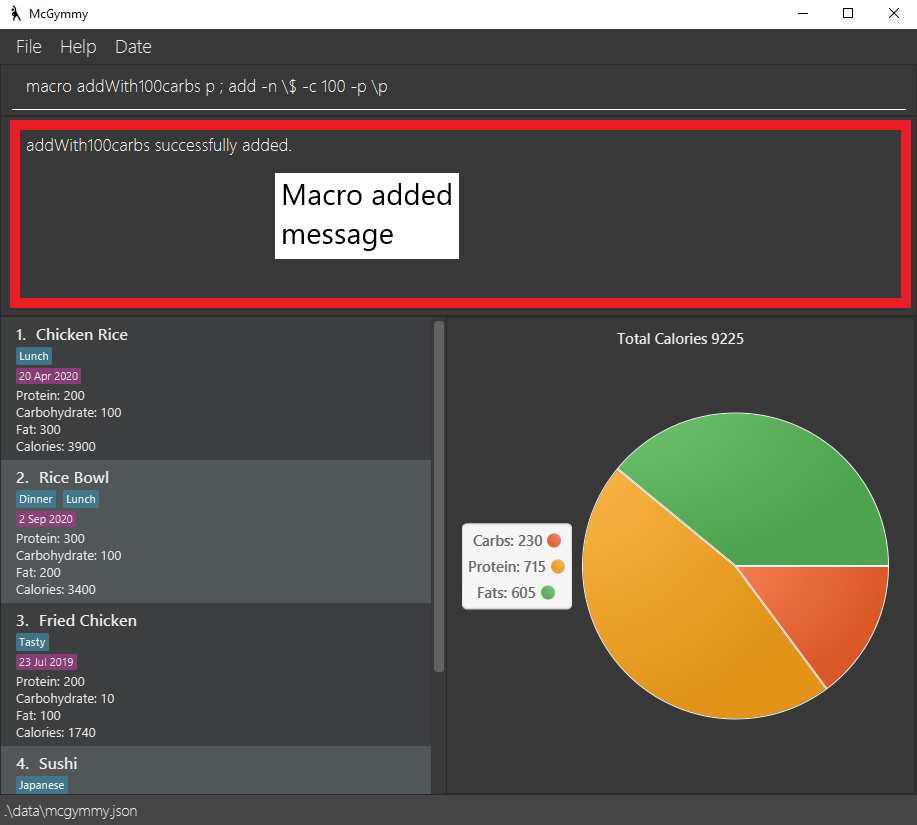 McGymmy
File Help Date
macro addWith100carbs p ; add -n \$ -c 100 -p \p
addWith100carbs successfully added.
Macro added
message
1. Chicken Rice
Lunch
20 Apr 2020
Protein: 200
Carbohydrate: 100
Fat: 300
Calories: 3900
2. Rice Bowl
Dinner Lunch
2 Sep 2020
Protein: 300
Carbohydrate: 100
Fat: 200
Calories: 3400
3. Fried Chicken
Tasty
23 Jul 2019
Protein: 200
Carbohydrate: 10
Fat: 100
Calories: 1740
4. Sushi
Japanese
Total Calories 9225
Carbs: 230
Protein: 715
Fats: 605
.\data\mcgymmy.json